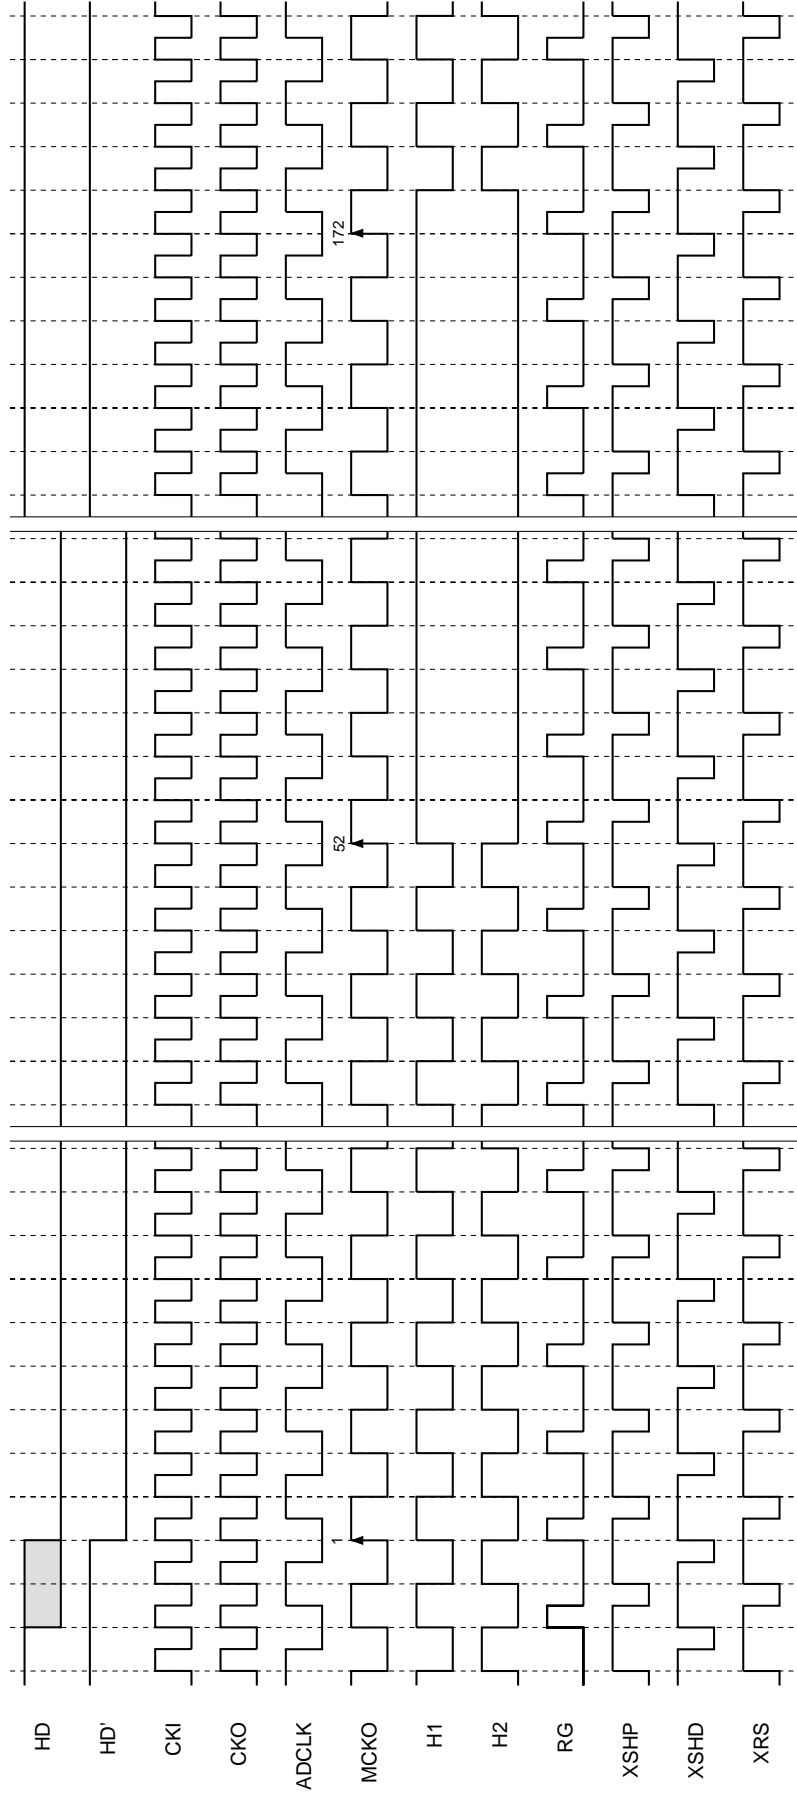 HD
HD'
CKI
CKO
ADCLK
MCKO
H1
H2
RG
XSHP
XSHD
XRS
1
52
172